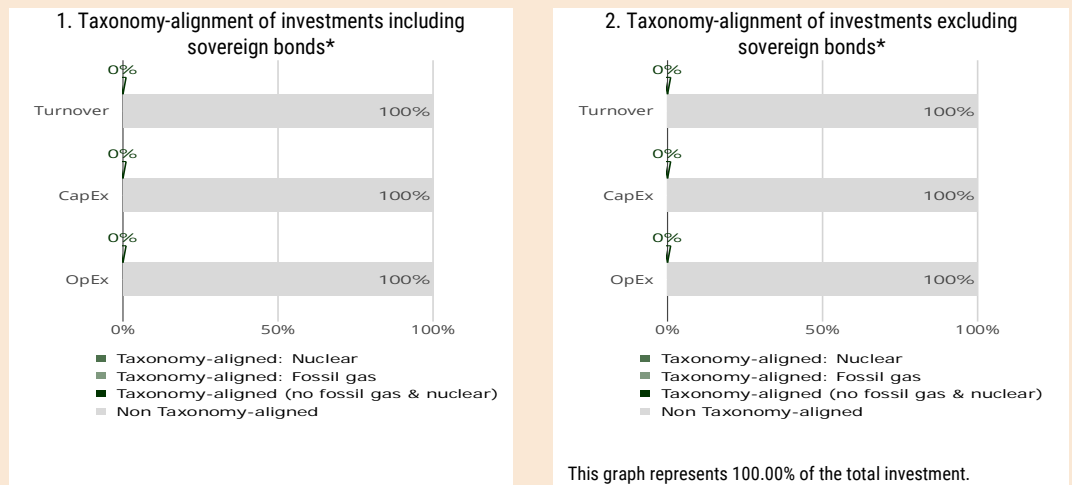 1. Taxonomy-alignment of investments including
sovereign bonds*
0%
Turnover 100%
0%
CapEx 100%
0%
OpEx 100%
0% 50% 100%
Taxonomy-aligned: Nuclear
Taxonomy-aligned: Fossil gas
Taxonomy-aligned (no fossil gas & nuclear)
Non Taxonomy-aligned
2. Taxonomy-alignment of investments excluding
sovereign bonds*
0%
Turnover 100%
0%
CapEx 100%
0%
OpEx 100%
0% 50% 100%
Taxonomy-aligned: Nuclear
Taxonomy-aligned: Fossil gas
Taxonomy-aligned (no fossil gas & nuclear)
Non Taxonomy-aligned
This graph represents 100.00% of the total investment.